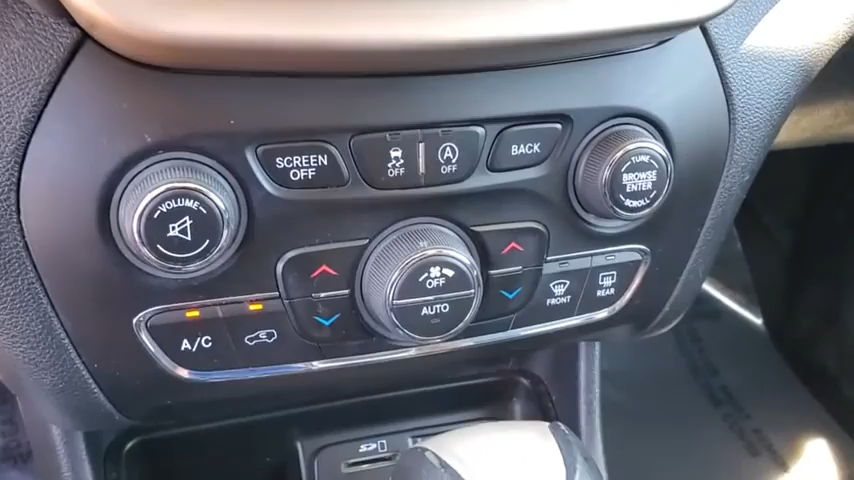 SCREEN
OFF
OFF
A
OFF
BACK
VOLUME
TUNE
BROWSE
ENTER
SCROLL
OFF
AUTO
A/C
FRONT
REAR